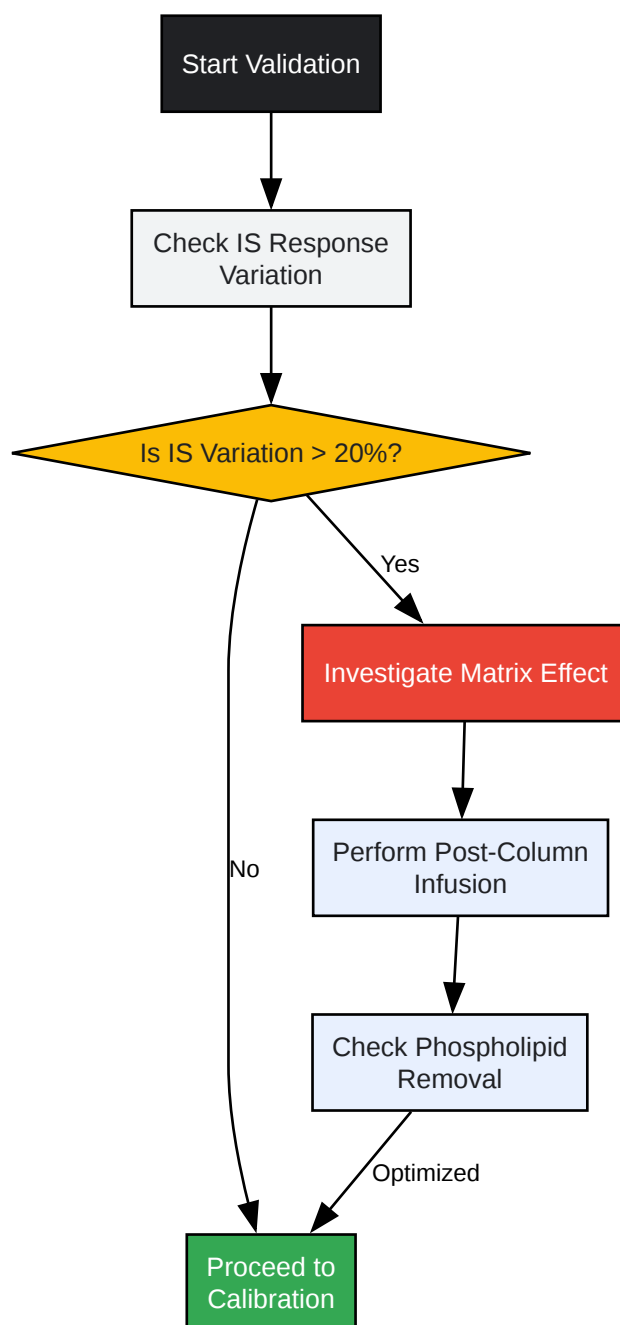 Start Validation
Check IS Response
Variation
Is IS Variation > 20%?
Yes
Investigate Matrix Effect
Perform Post-Column
Infusion
No
Check Phospholipid
Removal
Optimized
Proceed to
Calibration